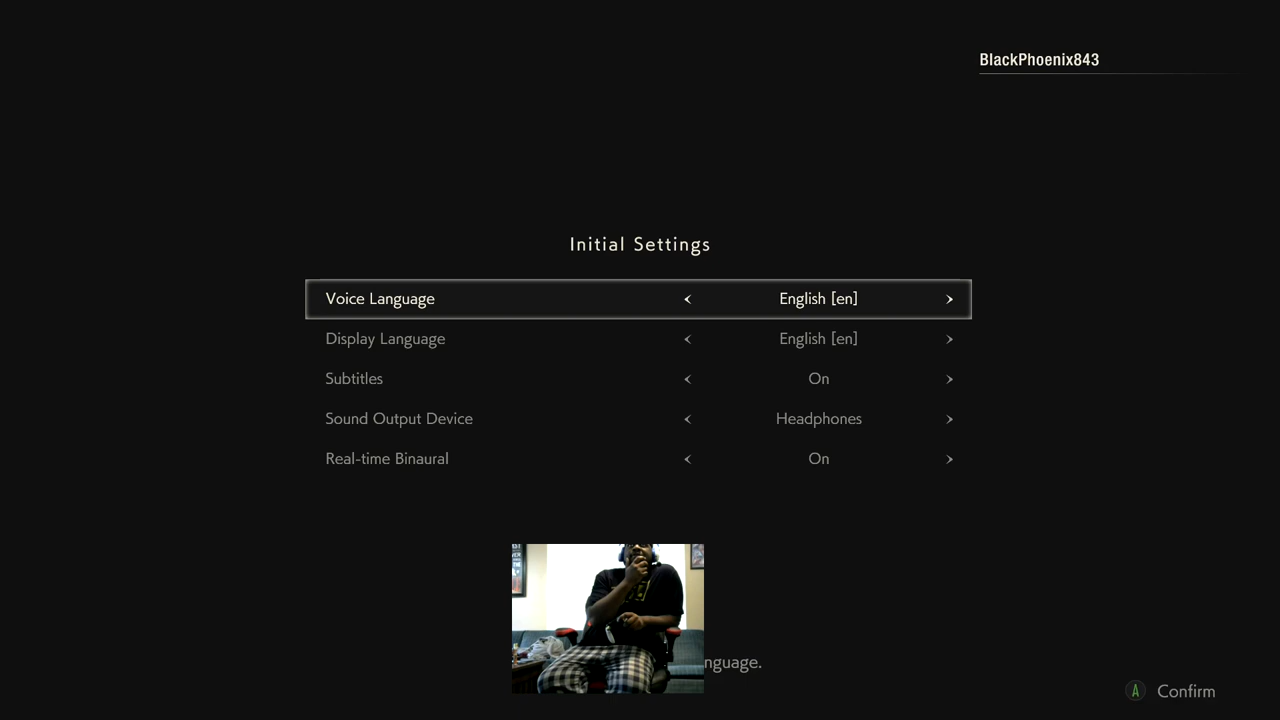 BlackPhoenix843
Initial Settings
Voice Language < English [en] >
Display Language < English [en] >
Subtitles < On >
Sound Output Device < Headphones >
Real-time Binaural < On >
nguage.
A Confirm